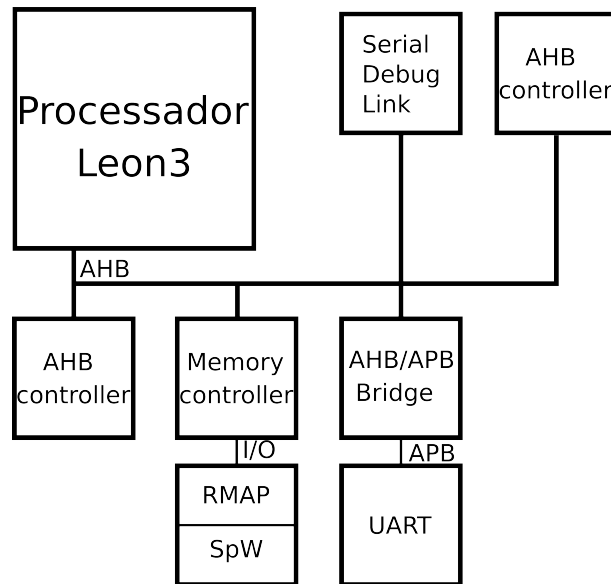 Processador
Leon3
Serial
Debug
Link
AHB
controller
AHB
AHB
controller
Memory
controller
AHB/APB
Bridge
I/O
APB
RMAP
SpW
UART